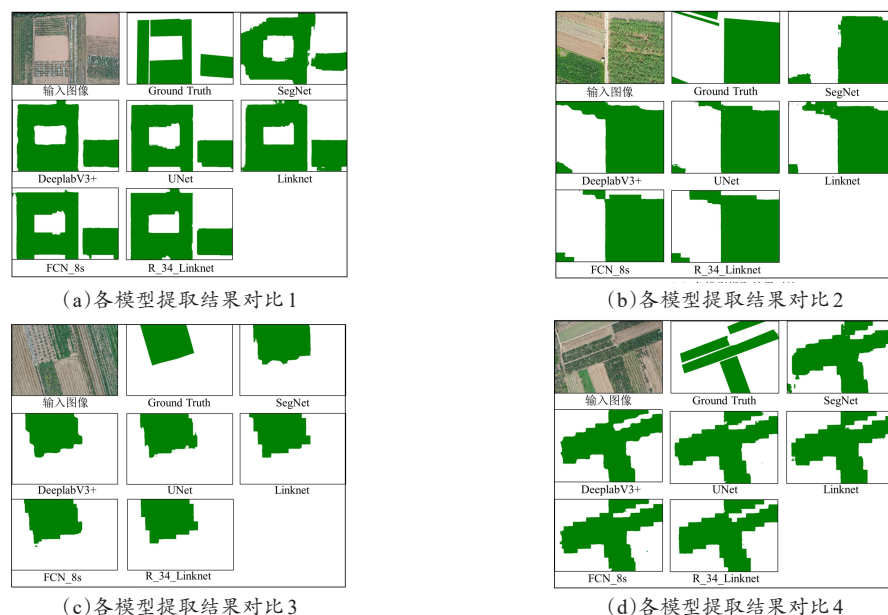 输入图像 Ground Truth SegNet
DeeplabV3+ UNet Linknet
FCN_8s R_34_Linknet
(a)各模型提取结果对比1
输入图像 Ground Truth SegNet
DeeplabV3+ UNet Linknet
FCN_8s R_34_Linknet
(b)各模型提取结果对比2
输入图像 Ground Truth SegNet
DeeplabV3+ UNet Linknet
FCN_8s R_34_Linknet
(c)各模型提取结果对比3
输入图像 Ground Truth SegNet
DeeplabV3+ UNet Linknet
FCN_8s R_34_Linknet
(d)各模型提取结果对比4